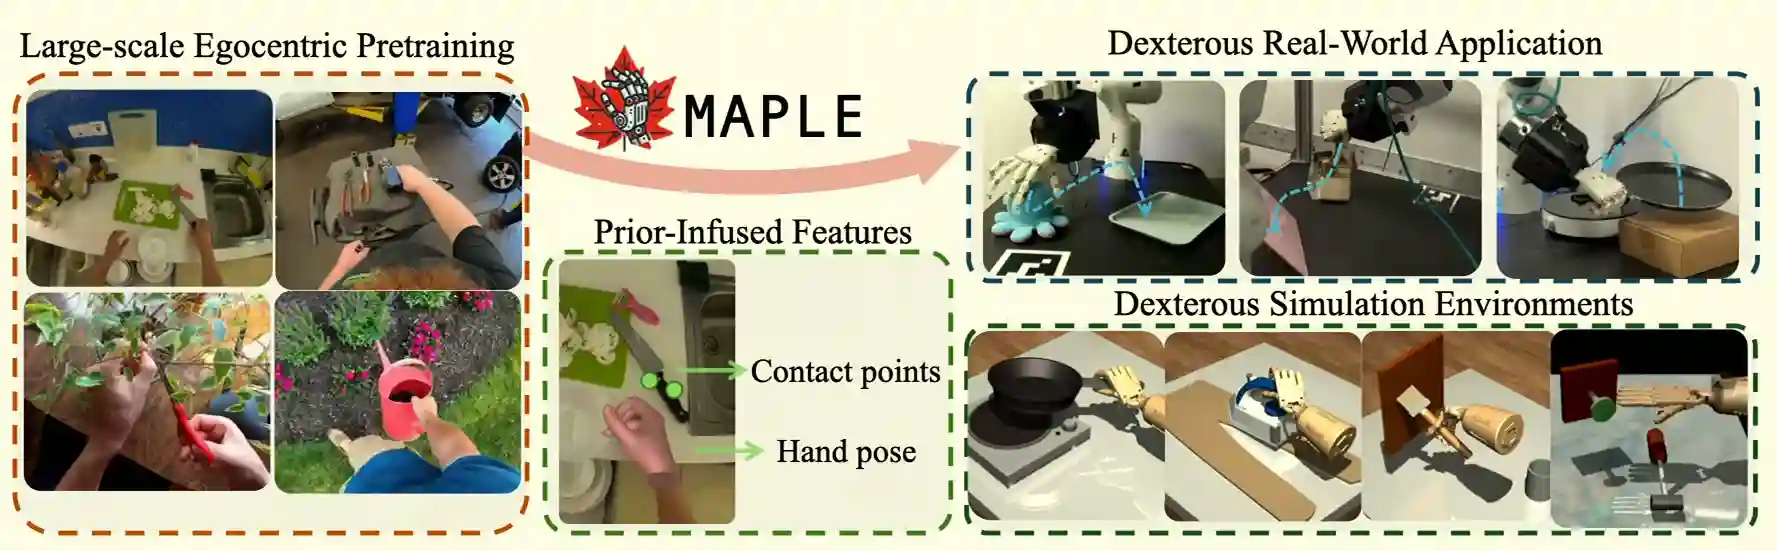 Large-scale Egocentric Pretraining
MAPLE
Prior-Infused Features
Contact points
Hand pose
Dexterous Real-World Application
Dexterous Simulation Environments